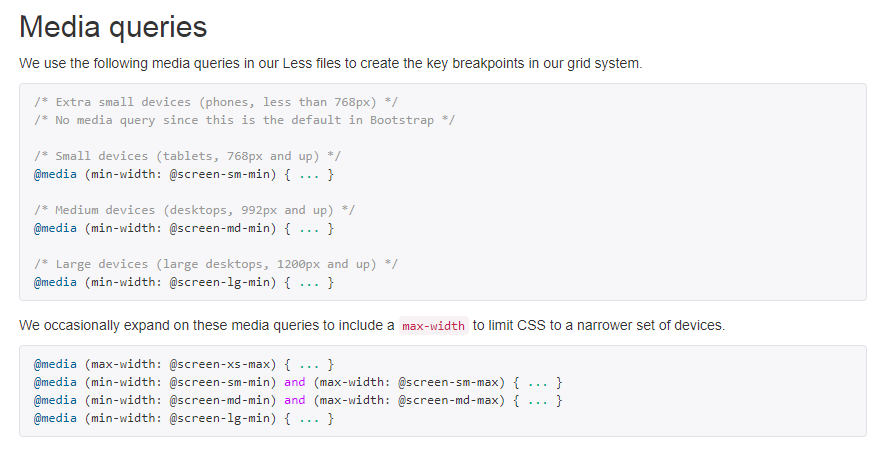 Media queries
We use the following media queries in our Less files to create the key breakpoints in our grid system.
/* Extra small devices (phones, less than 768px) */
/* No media query since this is the default in Bootstrap */
/* Small devices (tablets, 768px and up) */
@media (min-width: @screen-sm-min) { ... }
/* Medium devices (desktops, 992px and up) */
@media (min-width: @screen-md-min) { ... }
/* Large devices (large desktops, 1200px and up) */
@media (min-width: @screen-lg-min) { ... }
We occasionally expand on these media queries to include a max-width to limit CSS to a narrower set of devices.
@media (max-width: @screen-xs-max) { ... }
@media (min-width: @screen-sm-min) and (max-width: @screen-sm-max) { ... }
@media (min-width: @screen-md-min) and (max-width: @screen-md-max) { ... }
@media (min-width: @screen-lg-min) { ... }